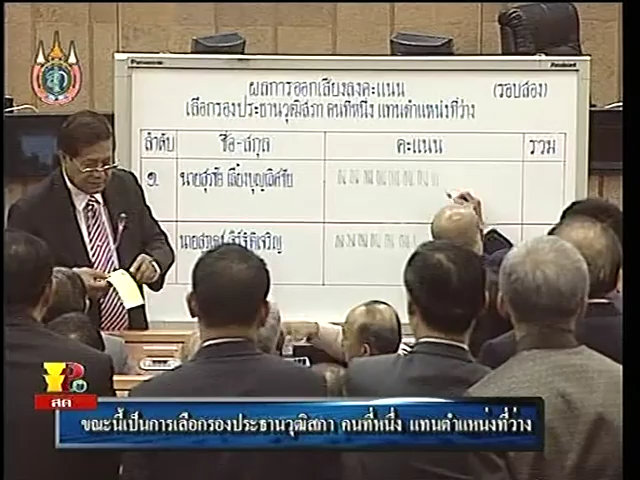 Panasonic
ผลการออกเสียงลงคะแนน (รอบสอง)
เลือกรองประธานวุฒิสภา คนที่หนึ่ง แทนตำแหน่งที่ว่าง
ลำดับ ชื่อ-สกุล คะแนน รวม
๑. นายสุรชัย เลี้ยงบุญเลิศชัย
สด
ขณะนี้เป็นการเลือกรองประธานวุฒิสภา คนที่หนึ่ง แทนตำแหน่งที่ว่าง